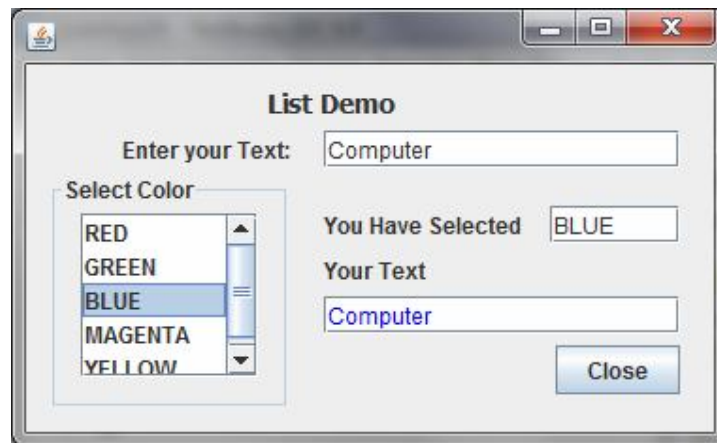 List Demo
Enter your Text: Computer
Select Color
RED
GREEN
BLUE
MAGENTA
YELLOW
You Have Selected BLUE
Your Text
Computer
Close